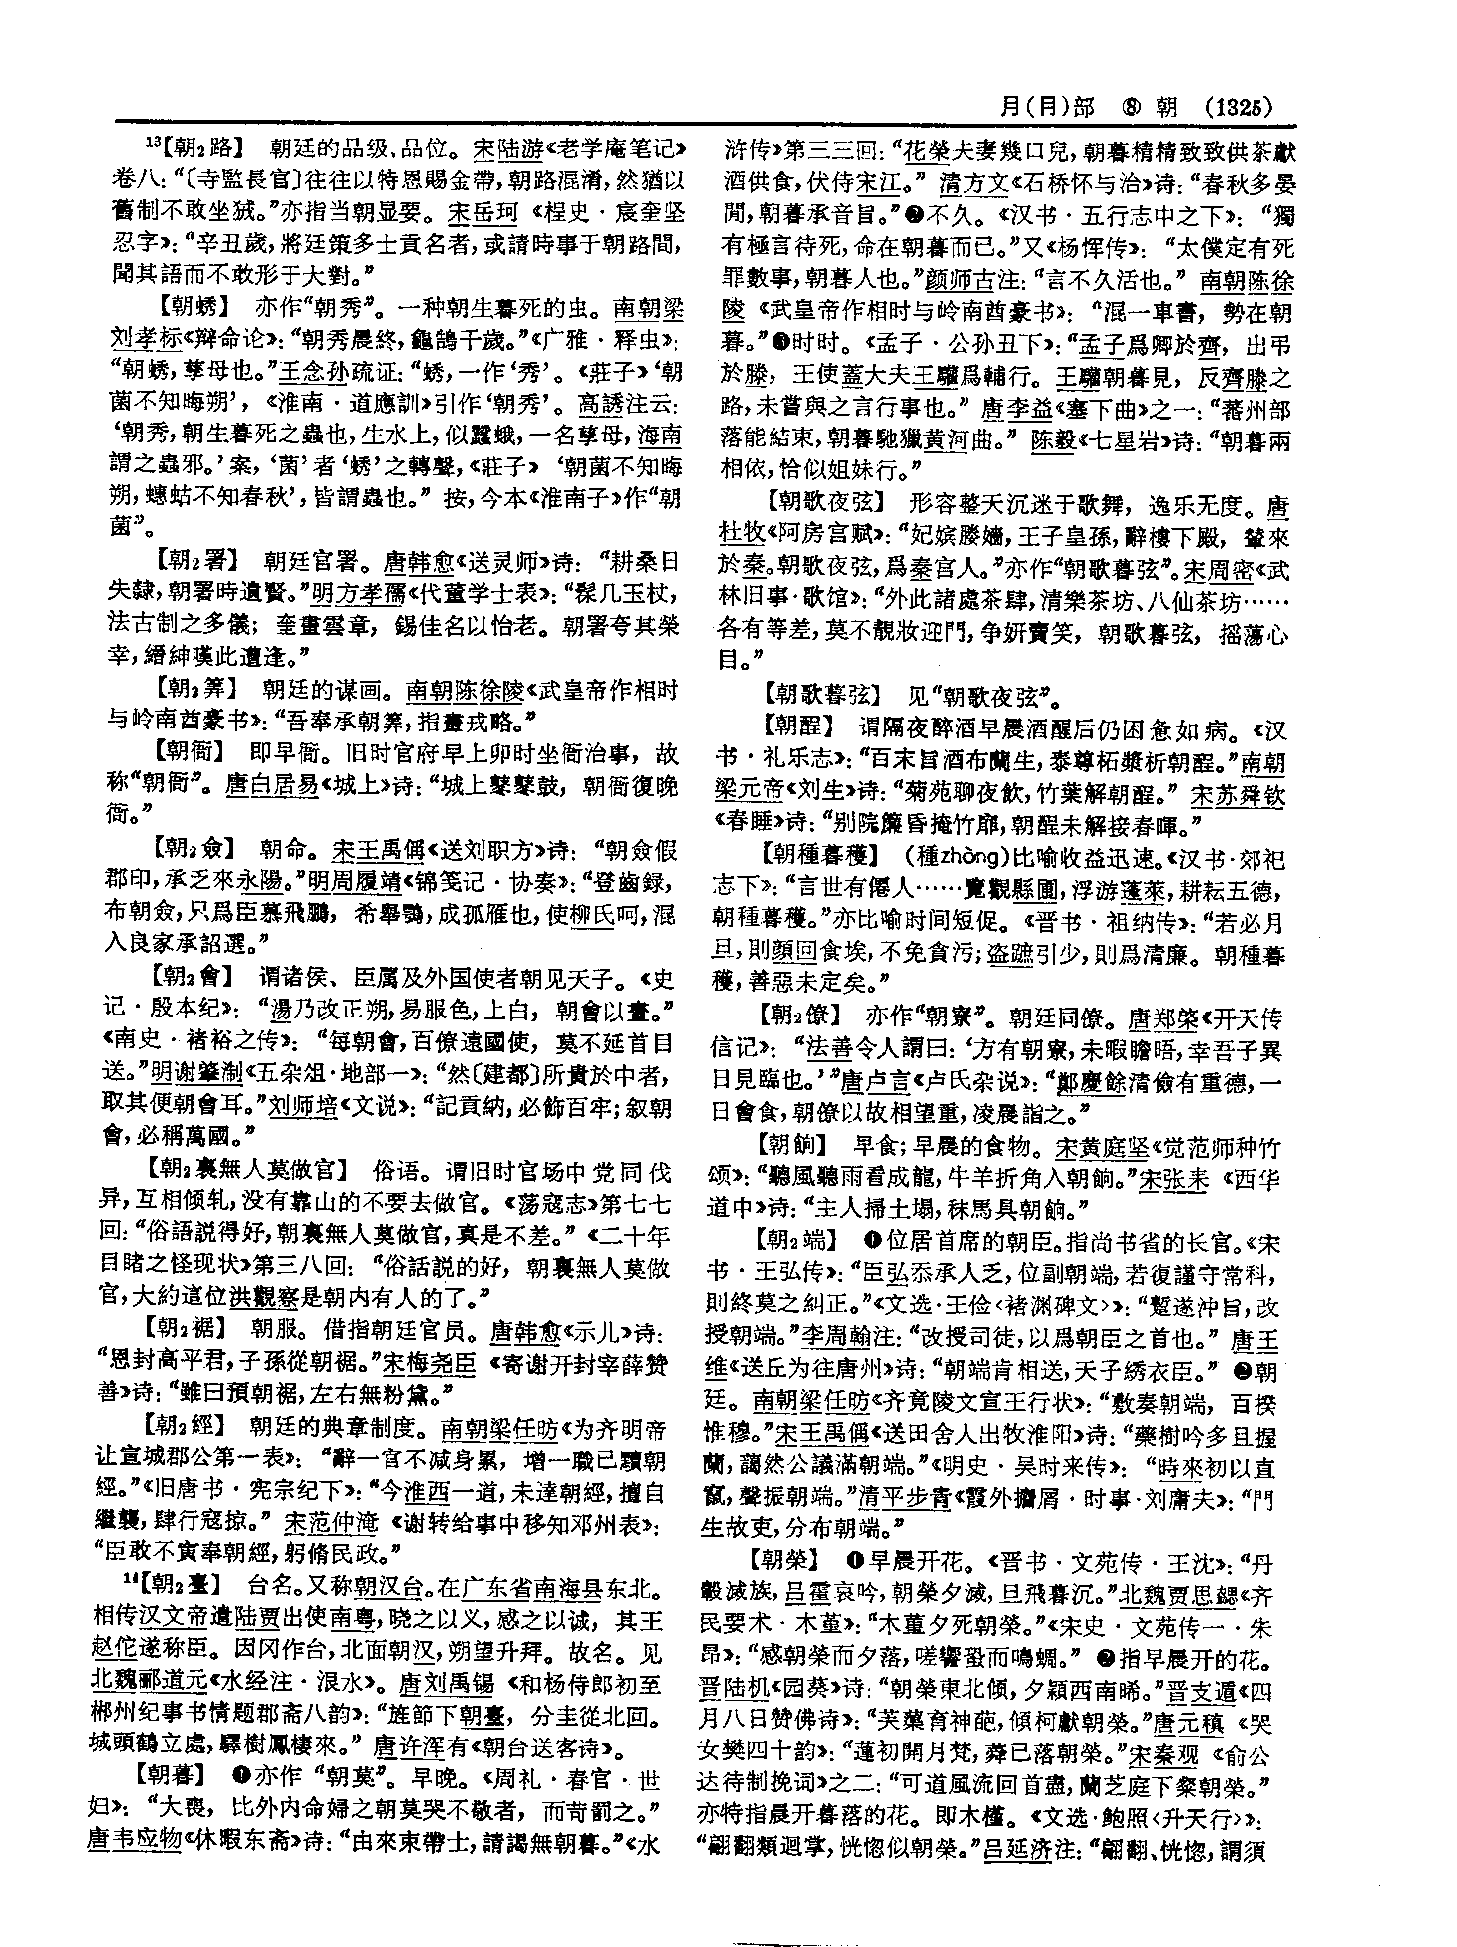 月(月)部　⑧　朝　(1325)
¹³【朝₂路】　朝廷的品级、品位。宋陆游《老学庵笔记》
卷八：“〔寺監長官〕往往以特恩賜金帶，朝路混淆，然猶以
舊制不敢坐狨。”亦指当朝显要。宋岳珂《桯史·宸奎坚
忍字》：“辛丑歲，將廷策多士貢名者，或請時事于朝路間，
聞其語而不敢形于大對。”
【朝蜏】　亦作“朝秀”。一种朝生暮死的虫。南朝梁
刘孝标《辩命论》：“朝秀晨終，龜鵠千歲。”《广雅·释虫》：
“朝蜏，孳母也。”王念孙疏证：“蜏，一作‘秀’。《莊子》‘朝
菌不知晦朔’，《淮南·道應訓》引作‘朝秀’。高誘注云：
‘朝秀，朝生暮死之蟲也，生水上，似蠶蛾，一名孳母，海南
謂之蟲邪。’案，‘菌’者‘蜏’之轉聲，《莊子》‘朝菌不知晦
朔，蟪蛄不知春秋’，皆謂蟲也。”按，今本《淮南子》作“朝
菌”。
【朝₂署】　朝廷官署。唐韩愈《送灵师》诗：“耕桑日
失隸，朝署時遺賢。”明方孝孺《代董学士表》：“髹几玉杖，
法古制之多儀；奎畫雲章，錫佳名以怡老。朝署夸其榮
幸，縉紳嘆此遭逢。”
【朝₂筭】　朝廷的谋画。南朝陈徐陵《武皇帝作相时
与岭南酋豪书》：“吾奉承朝筭，指畫戎略。”
【朝衙】　即早衙。旧时官府早上卯时坐衙治事，故
称“朝衙”。唐白居易《城上》诗：“城上鼕鼕鼓，朝衙復晚
衙。”
【朝₂僉】　朝命。宋王禹偁《送刘职方》诗：“朝僉假
郡印，承乏來永陽。”明周履靖《锦笺记·协奏》：“登齒録，
布朝僉，只爲臣慕飛鵬，希舉鶚，成孤雁也，使柳氏呵，混
入良家承詔選。”
【朝₂會】　谓诸侯、臣属及外国使者朝见天子。《史
记·殷本纪》：“湯乃改正朔，易服色，上白，朝會以晝。”
《南史·褚裕之传》：“每朝會，百僚遠國使，莫不延首目
送。”明谢肇淛《五杂俎·地部一》：“然〔建都〕所貴於中者，
取其便朝會耳。”刘师培《文说》：“記貢納，必飾百牢；叙朝
會，必稱萬國。”
【朝₂裏無人莫做官】　俗语。谓旧时官场中党同伐
异，互相倾轧，没有靠山的不要去做官。《荡寇志》第七七
回：“俗語説得好，朝裏無人莫做官，真是不差。”《二十年
目睹之怪现状》第三八回：“俗話説的好，朝裏無人莫做
官，大約這位洪觀察是朝内有人的了。”
【朝₂裾】　朝服。借指朝廷官员。唐韩愈《示儿》诗：
“恩封高平君，子孫從朝裾。”宋梅尧臣《寄谢开封宰薛赞
善》诗：“雖曰預朝裾，左右無粉黛。”
【朝₂經】　朝廷的典章制度。南朝梁任昉《为齐明帝
让宣城郡公第一表》：“辭一官不减身累，增一職已黷朝
經。”《旧唐书·宪宗纪下》：“今淮西一道，未達朝經，擅自
繼襲，肆行寇掠。”宋范仲淹《谢转给事中移知邓州表》：
“臣敢不寅奉朝經，躬脩民政。”
¹⁴【朝₂臺】　台名。又称朝汉台。在广东省南海县东北。
相传汉文帝遣陆贾出使南粤，晓之以义，感之以诚，其王
赵佗遂称臣。因冈作台，北面朝汉，朔望升拜。故名。见
北魏郦道元《水经注·浪水》。唐刘禹锡《和杨侍郎初至
郴州纪事书情题郡斋八韵》：“旌節下朝臺，分圭從北回。
城頭鶴立處，驛樹鳳棲來。”唐许浑有《朝台送客诗》。
【朝暮】　❶亦作“朝莫”。早晚。《周礼·春官·世
妇》：“大喪，比外内命婦之朝莫哭不敬者，而苛罰之。”
唐韦应物《休暇东斋》诗：“由來束帶士，請謁無朝暮。”《水
浒传》第三三回：“花榮夫妻幾口兒，朝暮精精致致供茶獻
酒供食，伏侍宋江。”清方文《石桥怀与治》诗：“春秋多晏
閒，朝暮承音旨。”❷不久。《汉书·五行志中之下》：“獨
有極言待死，命在朝暮而已。”又《杨恽传》：“太僕定有死
罪數事，朝暮人也。”颜师古注：“言不久活也。”南朝陈徐
陵《武皇帝作相时与岭南酋豪书》：“混一車書，勢在朝
暮。”❸时时。《孟子·公孙丑下》：“孟子爲卿於齊，出弔
於滕，王使蓋大夫王驩爲輔行。王驩朝暮見，反齊滕之
路，未嘗與之言行事也。”唐李益《塞下曲》之一：“蕃州部
落能結束，朝暮馳獵黄河曲。”陈毅《七星岩》诗：“朝暮兩
相依，恰似姐妹行。”
【朝歌夜弦】　形容整天沉迷于歌舞，逸乐无度。唐
杜牧《阿房宫赋》：“妃嬪媵嬙，王子皇孫，辭樓下殿，輦來
於秦。朝歌夜弦，爲秦宫人。”亦作“朝歌暮弦”。宋周密《武
林旧事·歌馆》：“外此諸處茶肆，清樂茶坊、八仙茶坊……
各有等差，莫不靚妝迎門，争妍賣笑，朝歌暮弦，摇蕩心
目。”
【朝歌暮弦】　见“朝歌夜弦”。
【朝酲】　谓隔夜醉酒早晨酒醒后仍困惫如病。《汉
书·礼乐志》：“百末旨酒布蘭生，泰尊柘漿析朝酲。”南朝
梁元帝《刘生》诗：“菊苑聊夜飲，竹葉解朝酲。”宋苏舜钦
《春睡》诗：“别院簾昏掩竹扉，朝酲未解接春暉。”
【朝種暮穫】　(種zhòng)比喻收益迅速。《汉书·郊祀
志下》：“言世有僊人……覽觀縣圃，浮游蓬萊，耕耘五德，
朝種暮穫。”亦比喻时间短促。《晋书·祖纳传》：“若必月
旦，則顔回食埃，不免貪污；盗蹠引少，則爲清廉。朝種暮
穫，善惡未定矣。”
【朝₂僚】　亦作“朝寮”。朝廷同僚。唐郑棨《开天传
信记》：“法善令人謂曰：‘方有朝寮，未暇瞻晤，幸吾子異
日見臨也。’”唐卢言《卢氏杂说》：“鄭慶餘清儉有重德，一
日會食，朝僚以故相望重，凌晨詣之。”
【朝餉】　早食；早晨的食物。宋黄庭坚《觉范师种竹
颂》：“聽風聽雨看成龍，牛羊折角入朝餉。”宋张耒《西华
道中》诗：“主人掃土塌，秣馬具朝餉。”
【朝₂端】　❶位居首席的朝臣。指尚书省的长官。《宋
书·王弘传》：“臣弘忝承人乏，位副朝端，若復謹守常科，
則終莫之糾正。”《文选·王俭〈褚渊碑文〉》：“蹔遂沖旨，改
授朝端。”李周翰注：“改授司徒，以爲朝臣之首也。”唐王
维《送丘为往唐州》诗：“朝端肯相送，天子綉衣臣。”❷朝
廷。南朝梁任昉《齐竟陵文宣王行状》：“敷奏朝端，百揆
惟穆。”宋王禹偁《送田舍人出牧淮阳》诗：“藥樹吟多且握
蘭，藹然公議滿朝端。”《明史·吴时来传》：“時來初以直
竄，聲振朝端。”清平步青《霞外攟屑·时事·刘庸夫》：“門
生故吏，分布朝端。”
【朝榮】　❶早晨开花。《晋书·文苑传·王沈》：“丹
轂滅族，吕霍哀吟，朝榮夕滅，旦飛暮沉。”北魏贾思勰《齐
民要术·木堇》：“木菫夕死朝榮。”《宋史·文苑传一·朱
昂》：“感朝榮而夕落，嗟響蛩而鳴蜩。”❷指早晨开的花。
晋陆机《园葵》诗：“朝榮東北傾，夕穎西南晞。”晋支遁《四
月八日赞佛诗》：“芙蕖育神葩，傾柯獻朝榮。”唐元稹《哭
女樊四十韵》：“蓮初開月梵，蕣已落朝榮。”宋秦观《俞公
达待制挽词》之二：“可道風流回首盡，蘭芝庭下粲朝榮。”
亦特指晨开暮落的花。即木槿。《文选·鲍照〈升天行〉》：
“翩翻類迴掌，恍惚似朝榮。”吕延济注：“翩翻、恍惚，謂須